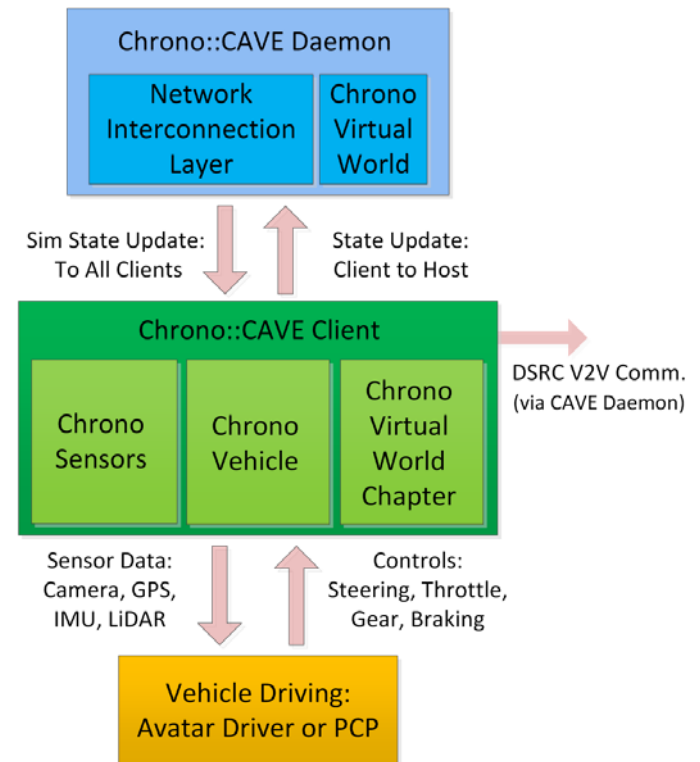 Chrono::CAVE Daemon
Network
Interconnection
Layer
Chrono
Virtual
World
Sim State Update:
To All Clients
State Update:
Client to Host
Chrono::CAVE Client
Chrono
Sensors
Chrono
Vehicle
Chrono
Virtual
World
Chapter
DSRC V2V Comm.
(via CAVE Daemon)
Sensor Data:
Camera, GPS,
IMU, LiDAR
Controls:
Steering, Throttle,
Gear, Braking
Vehicle Driving:
Avatar Driver or PCP